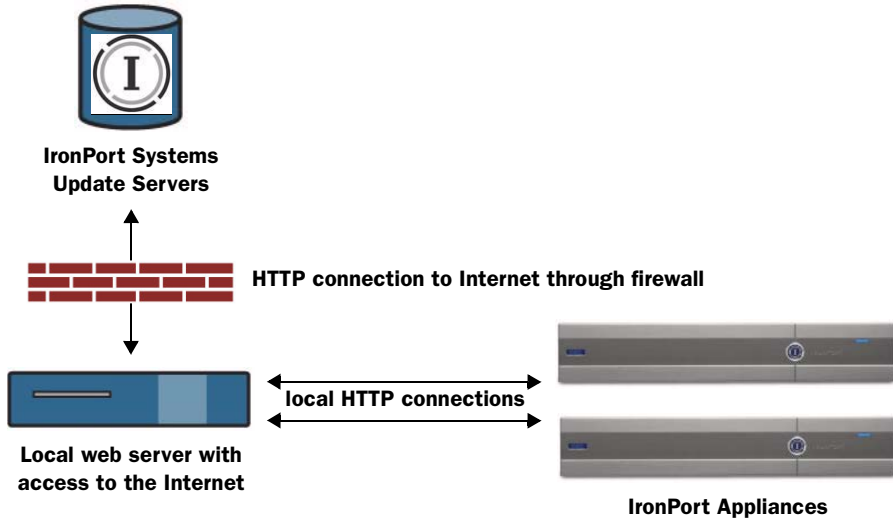 I
IronPort Systems
Update Servers
HTTP connection to Internet through firewall
local HTTP connections
Local web server with
access to the Internet
IronPort Appliances